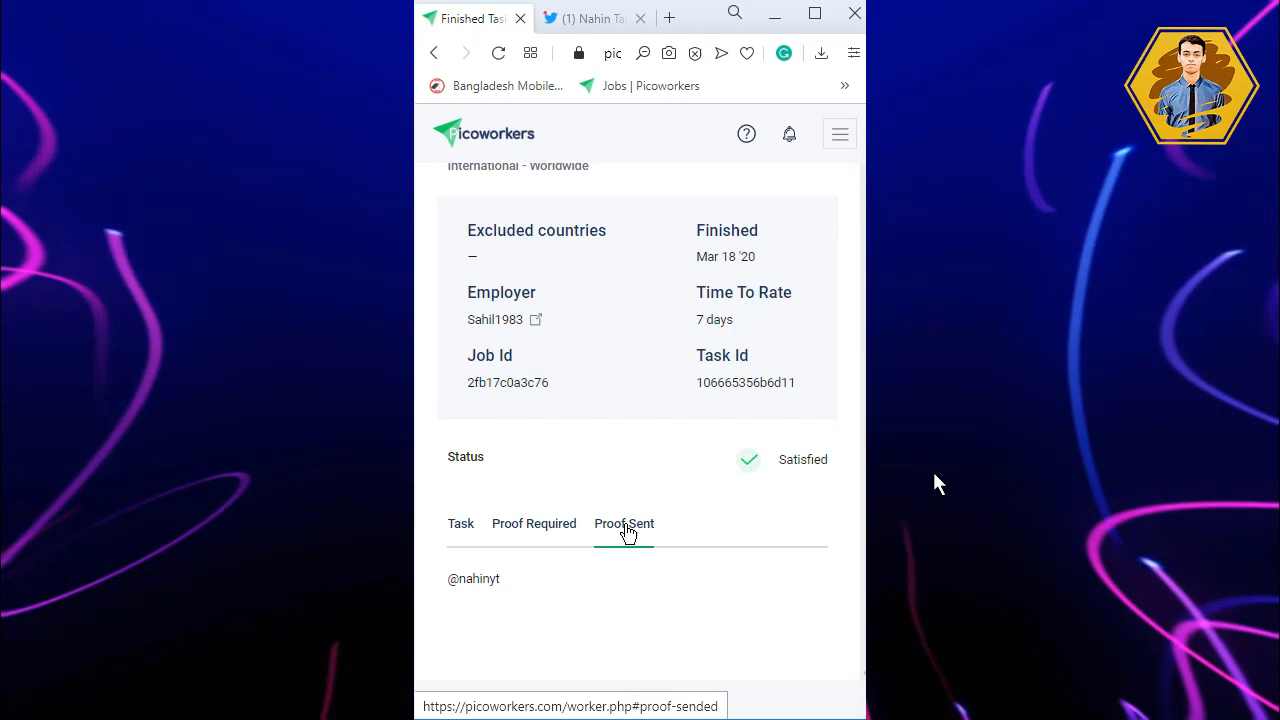 Finished Tas
(1) Nahin Ta
pic
Bangladesh Mobile...
Jobs | Picoworkers
»
Picoworkers
International - Worldwide
Excluded countries
Finished
—
Mar 18 '20
Employer
Time To Rate
Sahil1983
7 days
Job Id
Task Id
2fb17c0a3c76
106665356b6d11
Status
Satisfied
Task
Proof Required
Proof Sent
@nahinyt
https://picoworkers.com/worker.php#proof-sended